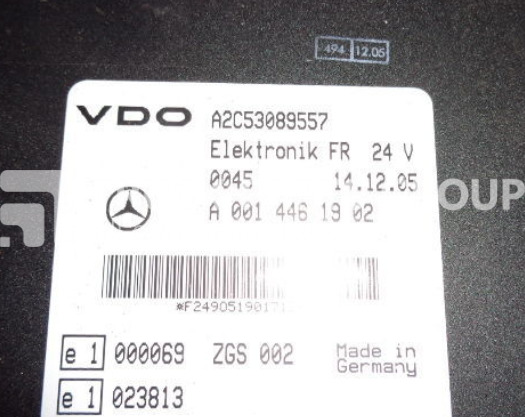 494 12.05
VDO A2C53089557
Elektronik FR 24 V
0045 14.12.05
A 001 446 19 02
OUP
e 1 000069 ZGS 002 Made in
Germany
e 1 023813